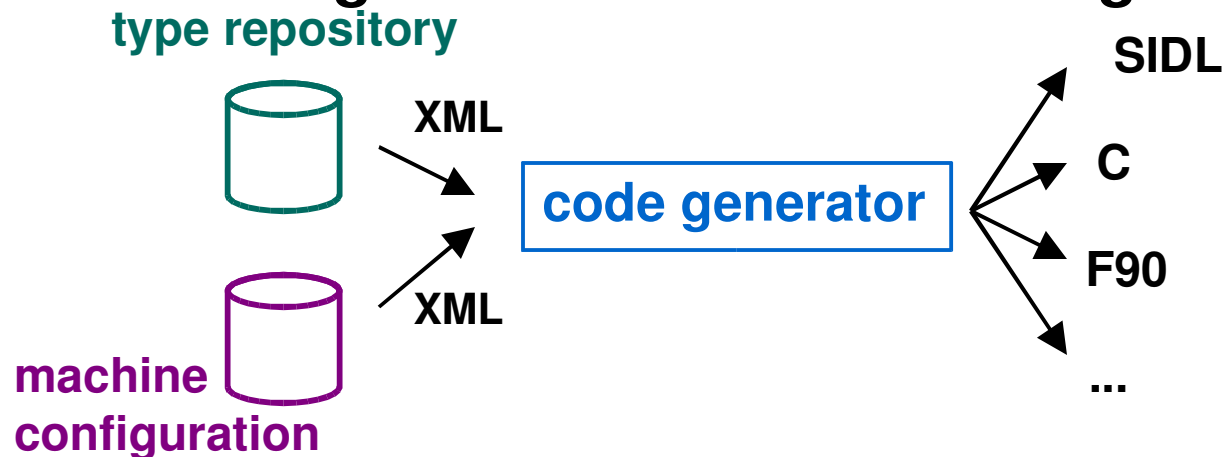 type repository
SIDL
XML
C
code generator
F90
XML
machine
configuration
...